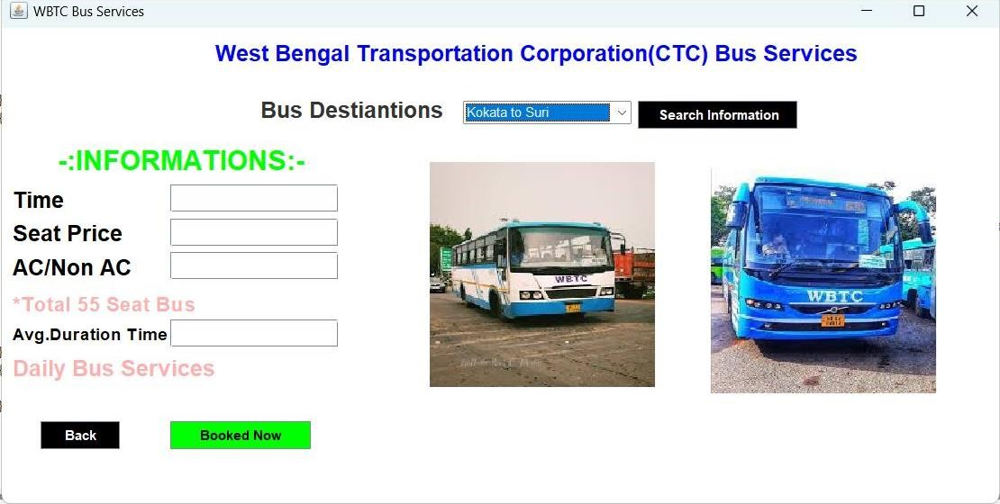 WBTC Bus Services
West Bengal Transportation Corporation(CTC) Bus Services
Bus Destiantions
Kokata to Suri
Search Information
-:INFORMATIONS:-
Time
Seat Price
AC/Non AC
*Total 55 Seat Bus
Avg.Duration Time
Daily Bus Services
Back
Booked Now
WBTC
WBTC